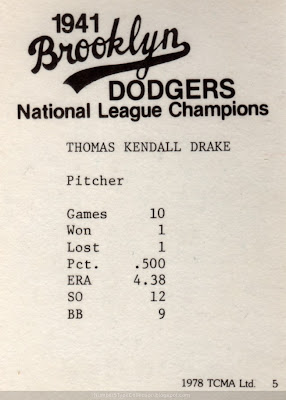 1941
Brooklyn
DODGERS
National League Champions
THOMAS KENDALL DRAKE
Pitcher
Games 10
Won 1
Lost 1
Pct. .500
ERA 4.38
SO 12
BB 9
1978 TCMA Ltd. 5